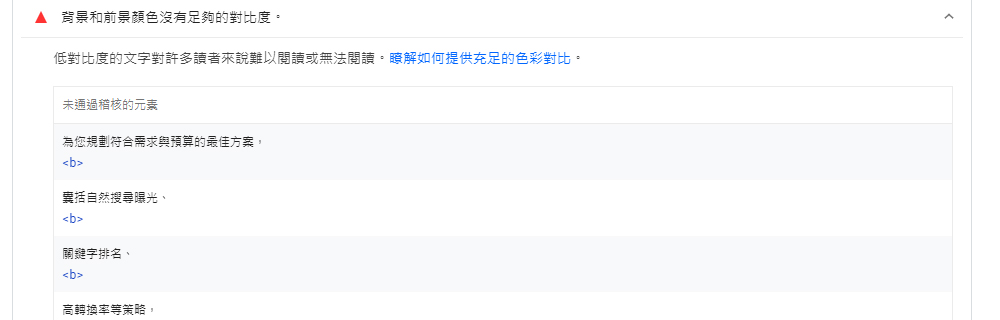 背景和前景顏色沒有足夠的對比度。
低對比度的文字對許多讀者來說難以閱讀或無法閱讀。瞭解如何提供充足的色彩對比。
未通過稽核的元素
為您規劃符合需求與預算的最佳方案，
<b>
囊括自然搜尋曝光、
<b>
關鍵字排名、
<b>
高轉換率等策略，